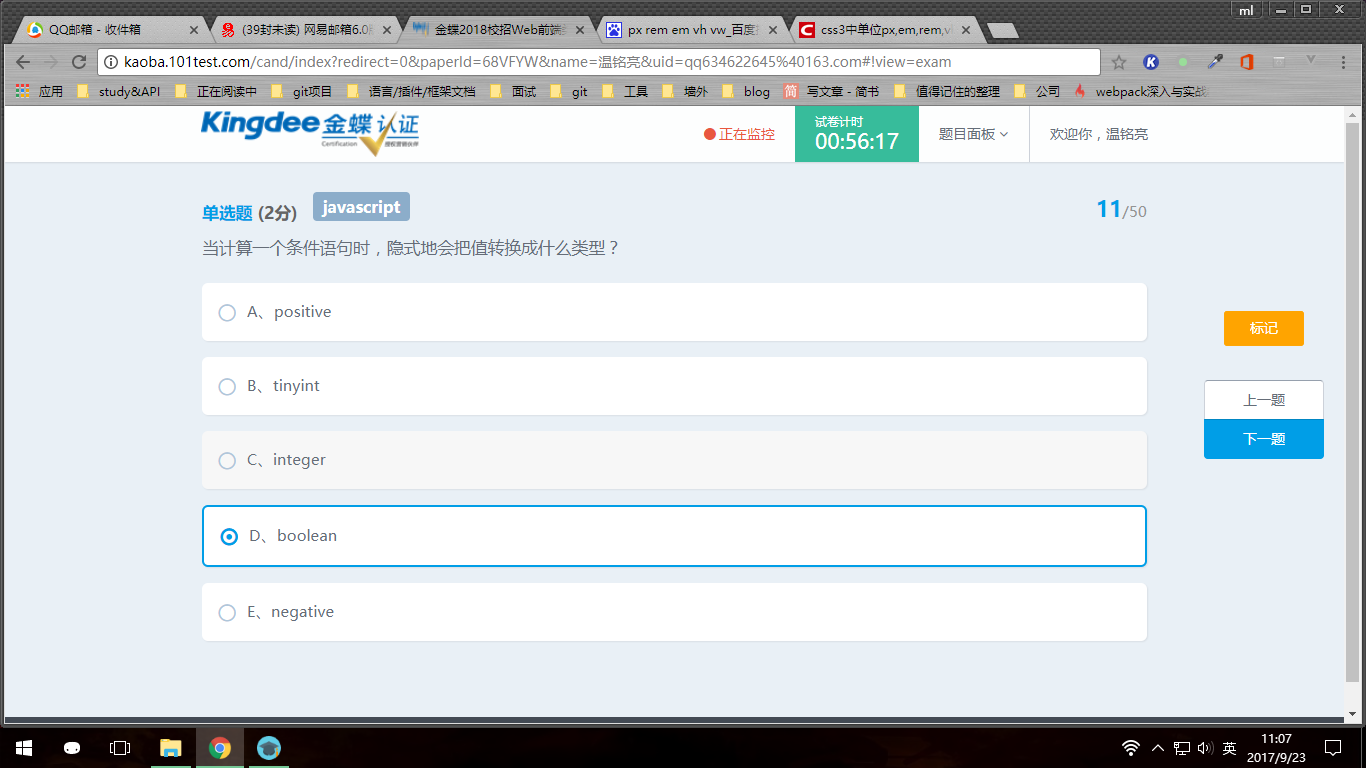 ml
QQ邮箱 - 收件箱
(39封未读) 网易邮箱6.0
金蝶2018校招Web前端
px rem em vh vw_百度
css3中单位px,em,rem,v
kaoba.101test.com/cand/index?redirect=0&paperId=68VFYW&name=温铭亮&uid=qq634622645%40163.com#!view=exam
应用 study&API 正在阅读中 git项目 语言/插件/框架文档 面试 git 工具 墙外 blog 简 写文章 - 简书 值得记住的整理 公司 webpack深入与实战
Kingdee金蝶 认证
Certification 授权营销伙伴
正在监控
试卷计时
00:56:17
题目面板
欢迎你，温铭亮
单选题 (2分) javascript
11/50
当计算一个条件语句时，隐式地会把值转换成什么类型？
A、positive
B、tinyint
C、integer
D、boolean
E、negative
标记
上一题
下一题
英
11:07
2017/9/23